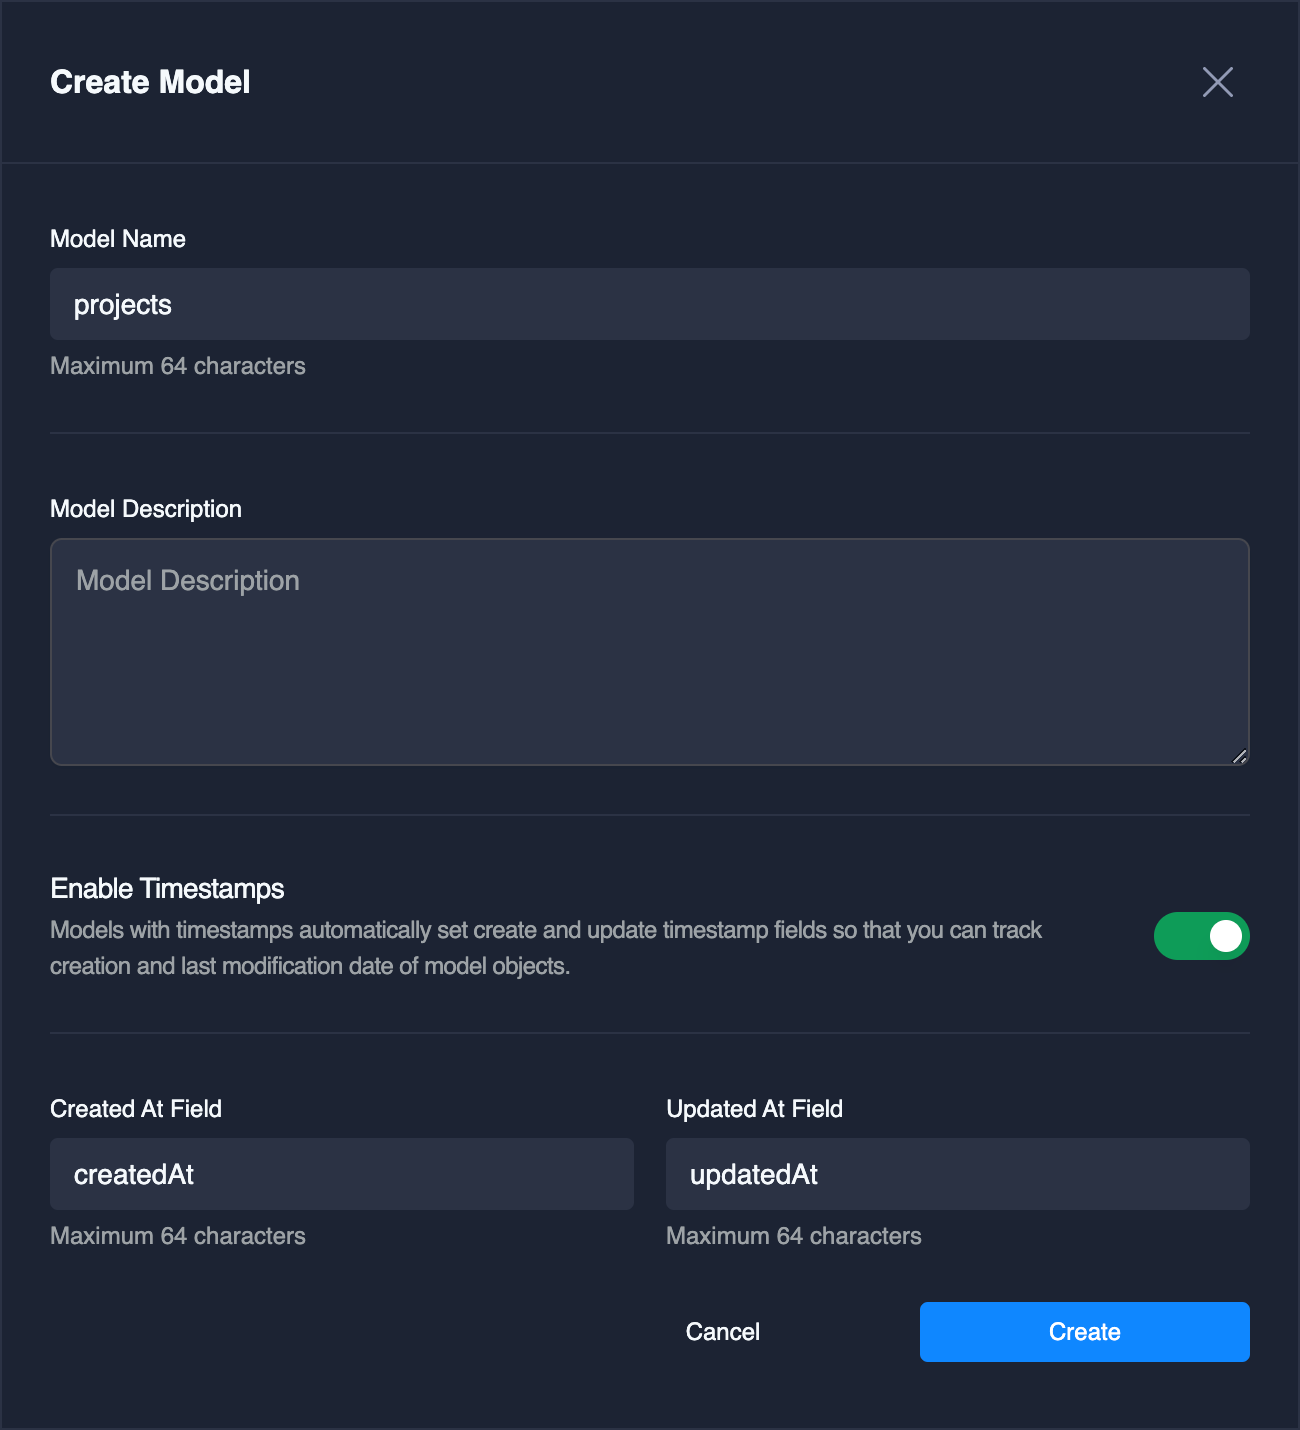 Create Model
Model Name
projects
Maximum 64 characters
Model Description
Model Description
Enable Timestamps
Models with timestamps automatically set create and update timestamp fields so that you can track
creation and last modification date of model objects.
Created At Field
Updated At Field
createdAt
updatedAt
Maximum 64 characters
Maximum 64 characters
Cancel
Create